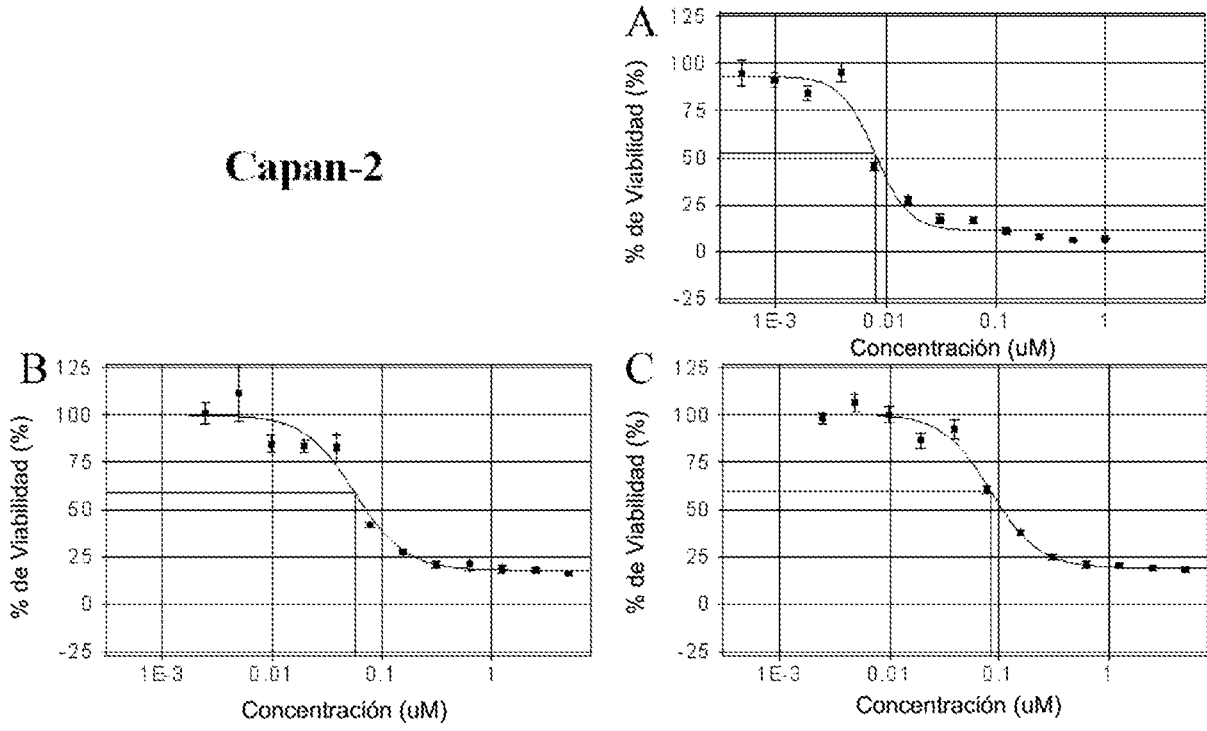 A
Capan-2
% de Viabilidad (%)
125
100
75
50
25
0
-25
1E-3 0.01 0.1 1
Concentración (uM)
B
% de Viabilidad (%)
125
100
75
50
25
0
-25
1E-3 0.01 0.1 1
Concentración (uM)
C
% de Viabilidad (%)
125
100
75
50
25
0
-25
1E-3 0.01 0.1 1
Concentración (uM)